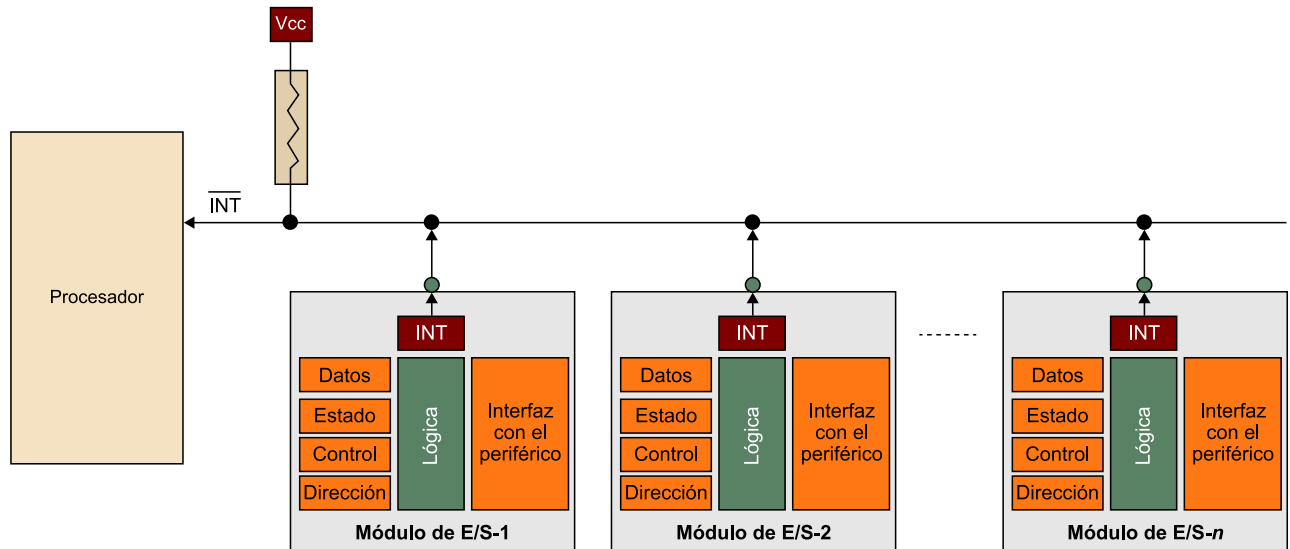 Vcc
INT
Procesador
INT
Datos
Estado
Control
Dirección
Lógica
Interfaz
con el
periférico
Módulo de E/S-1
INT
Datos
Estado
Control
Dirección
Lógica
Interfaz
con el
periférico
Módulo de E/S-2
INT
Datos
Estado
Control
Dirección
Lógica
Interfaz
con el
periférico
Módulo de E/S-n